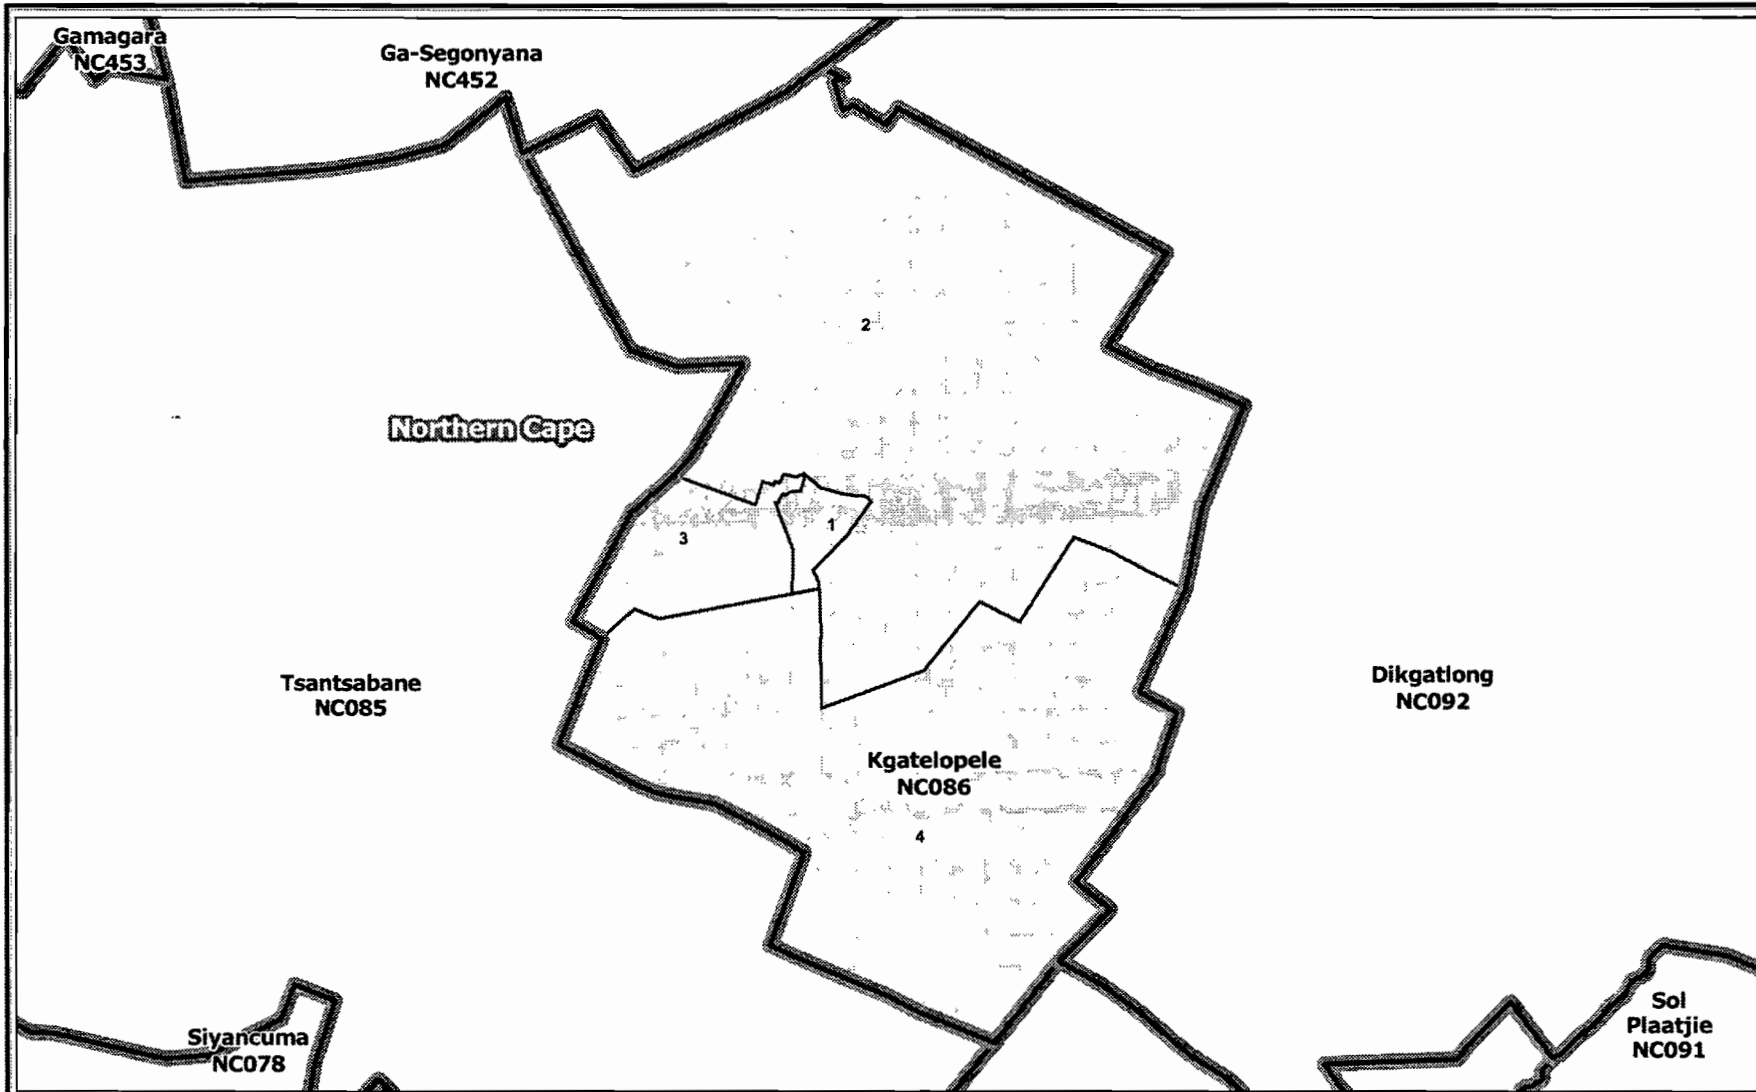 Gamagara
NC453
Ga-Segonyana
NC452
2
Northern Cape
1
3
Tsantsabane
NC085
Dikgatlong
NC092
Kgatelopele
NC086
4
Siyancuma
NC078
Sol
Plaatjie
NC091